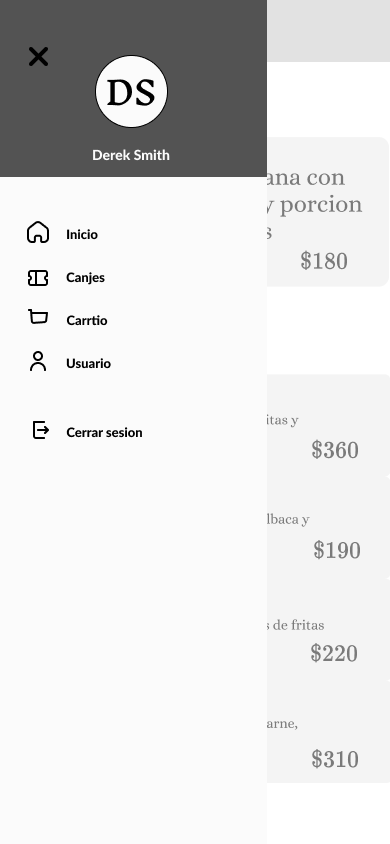 DS
Derek Smith
Inicio
Canjes
Carrtio
Usuario
Cerrar sesion
ana con
y porcion
s
$180
itas y
$360
lbaca y
$190
s de fritas
$220
arne,
$310